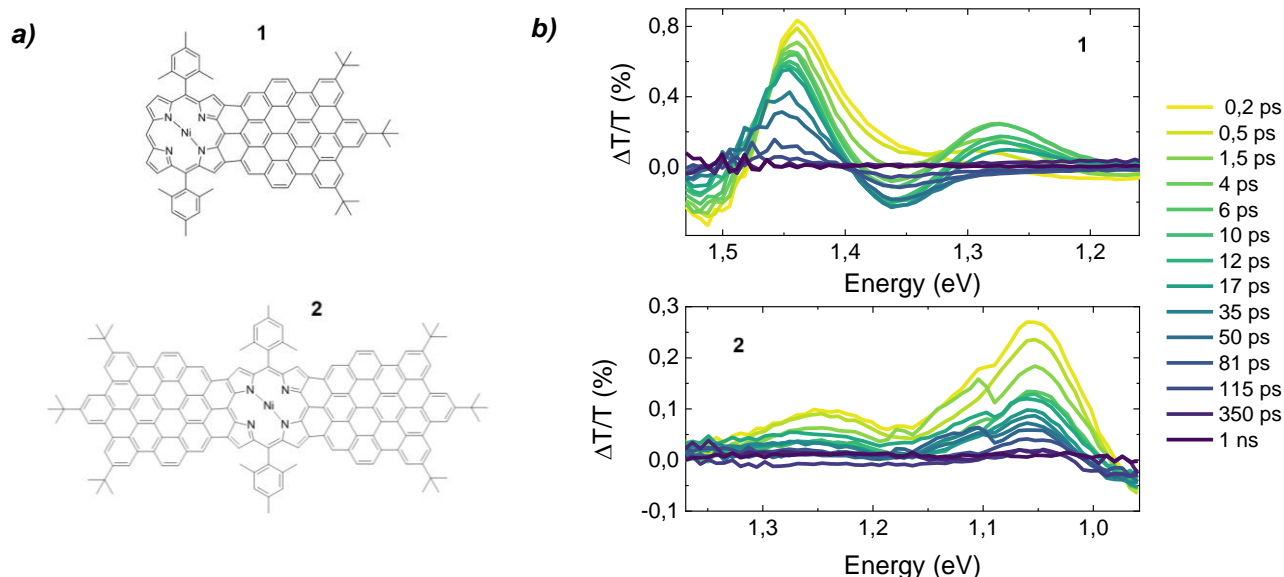 a)
1
N
N
Ni
N
N
2
N
N
Ni
N
N
b)
1
ΔT/T (%)
0,8
0,4
0,0
1,5 1,4 1,3 1,2
Energy (eV)
2
ΔT/T (%)
0,3
0,2
0,1
0,0
-0,1
1,3 1,2 1,1 1,0
Energy (eV)
0,2 ps
0,5 ps
1,5 ps
4 ps
6 ps
10 ps
12 ps
17 ps
35 ps
50 ps
81 ps
115 ps
350 ps
1 ns